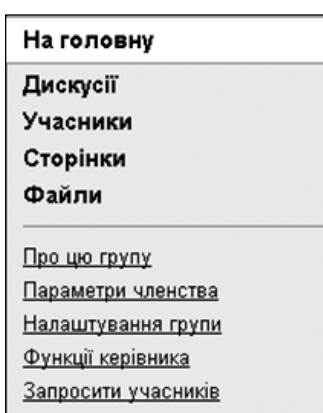 На головну
Дискусії
Учасники
Сторінки
Файли
Про цю групу
Параметри членства
Налаштування групи
Функції керівника
Запросити учасників